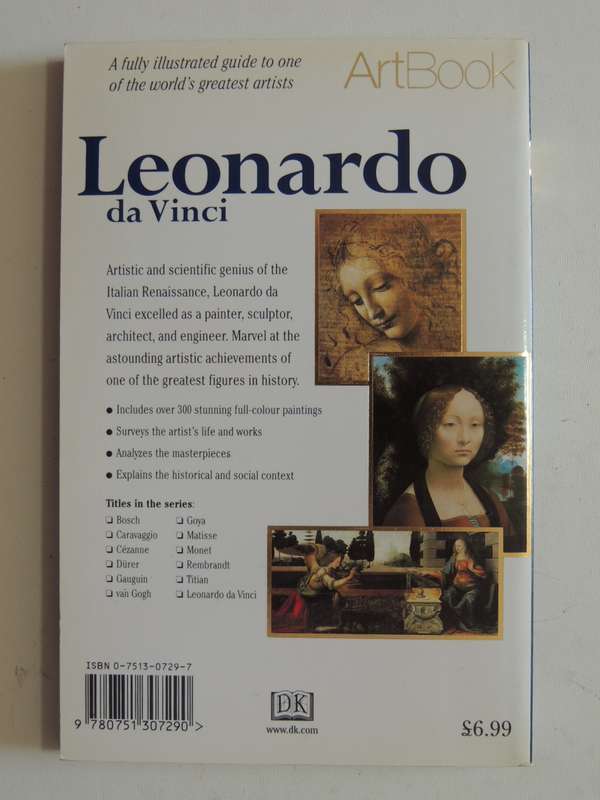 A fully illustrated guide to one
of the world's greatest artists
ArtBook
Leonardo
da Vinci
Artistic and scientific genius of the
Italian Renaissance, Leonardo da
Vinci excelled as a painter, sculptor,
architect, and engineer. Marvel at the
astounding artistic achievements of
one of the greatest figures in history.
● Includes over 300 stunning full-colour paintings
● Surveys the artist's life and works
● Analyzes the masterpieces
● Explains the historical and social context
Titles in the series:
❑ Bosch
❑ Caravaggio
❑ Cézanne
❑ Dürer
❑ Gauguin
❑ van Gogh
❑ Goya
❑ Matisse
❑ Monet
❑ Rembrandt
❑ Titian
❑ Leonardo da Vinci
ISBN 0-7513-0729-7
9 780751 307290 >
DK
www.dk.com
£6.99